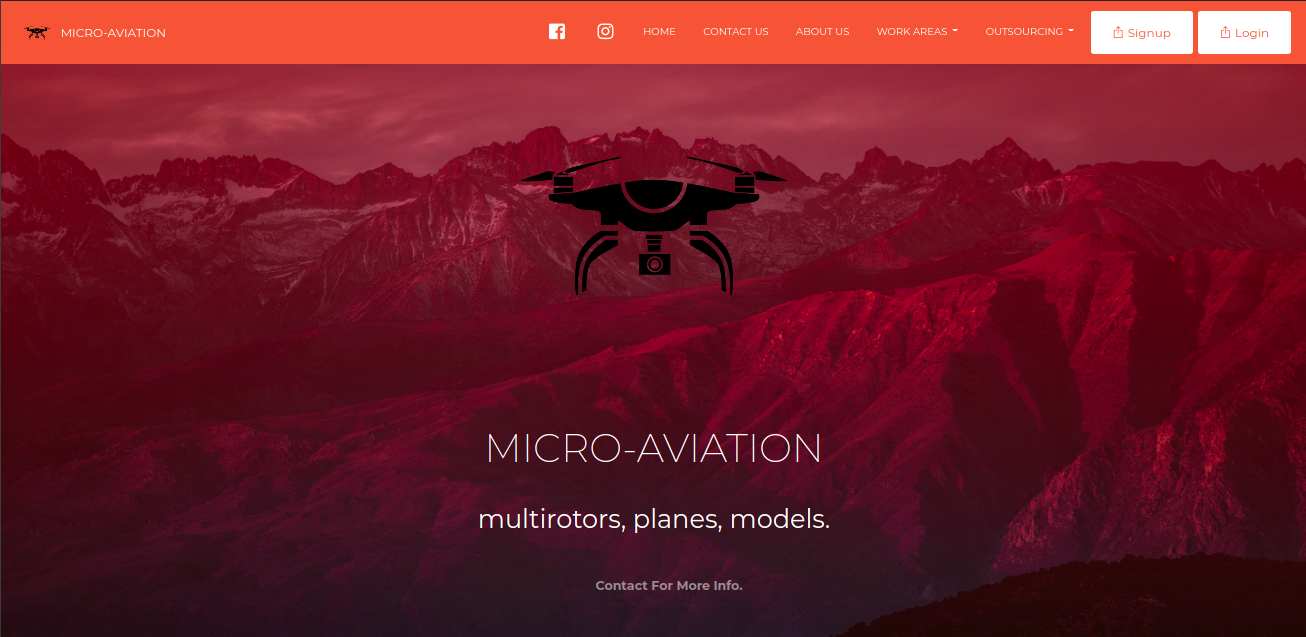 MICRO-AVIATION HOME CONTACT US ABOUT US WORK AREAS OUTSOURCING Signup Login
MICRO-AVIATION
multirotors, planes, models.
Contact For More Info.